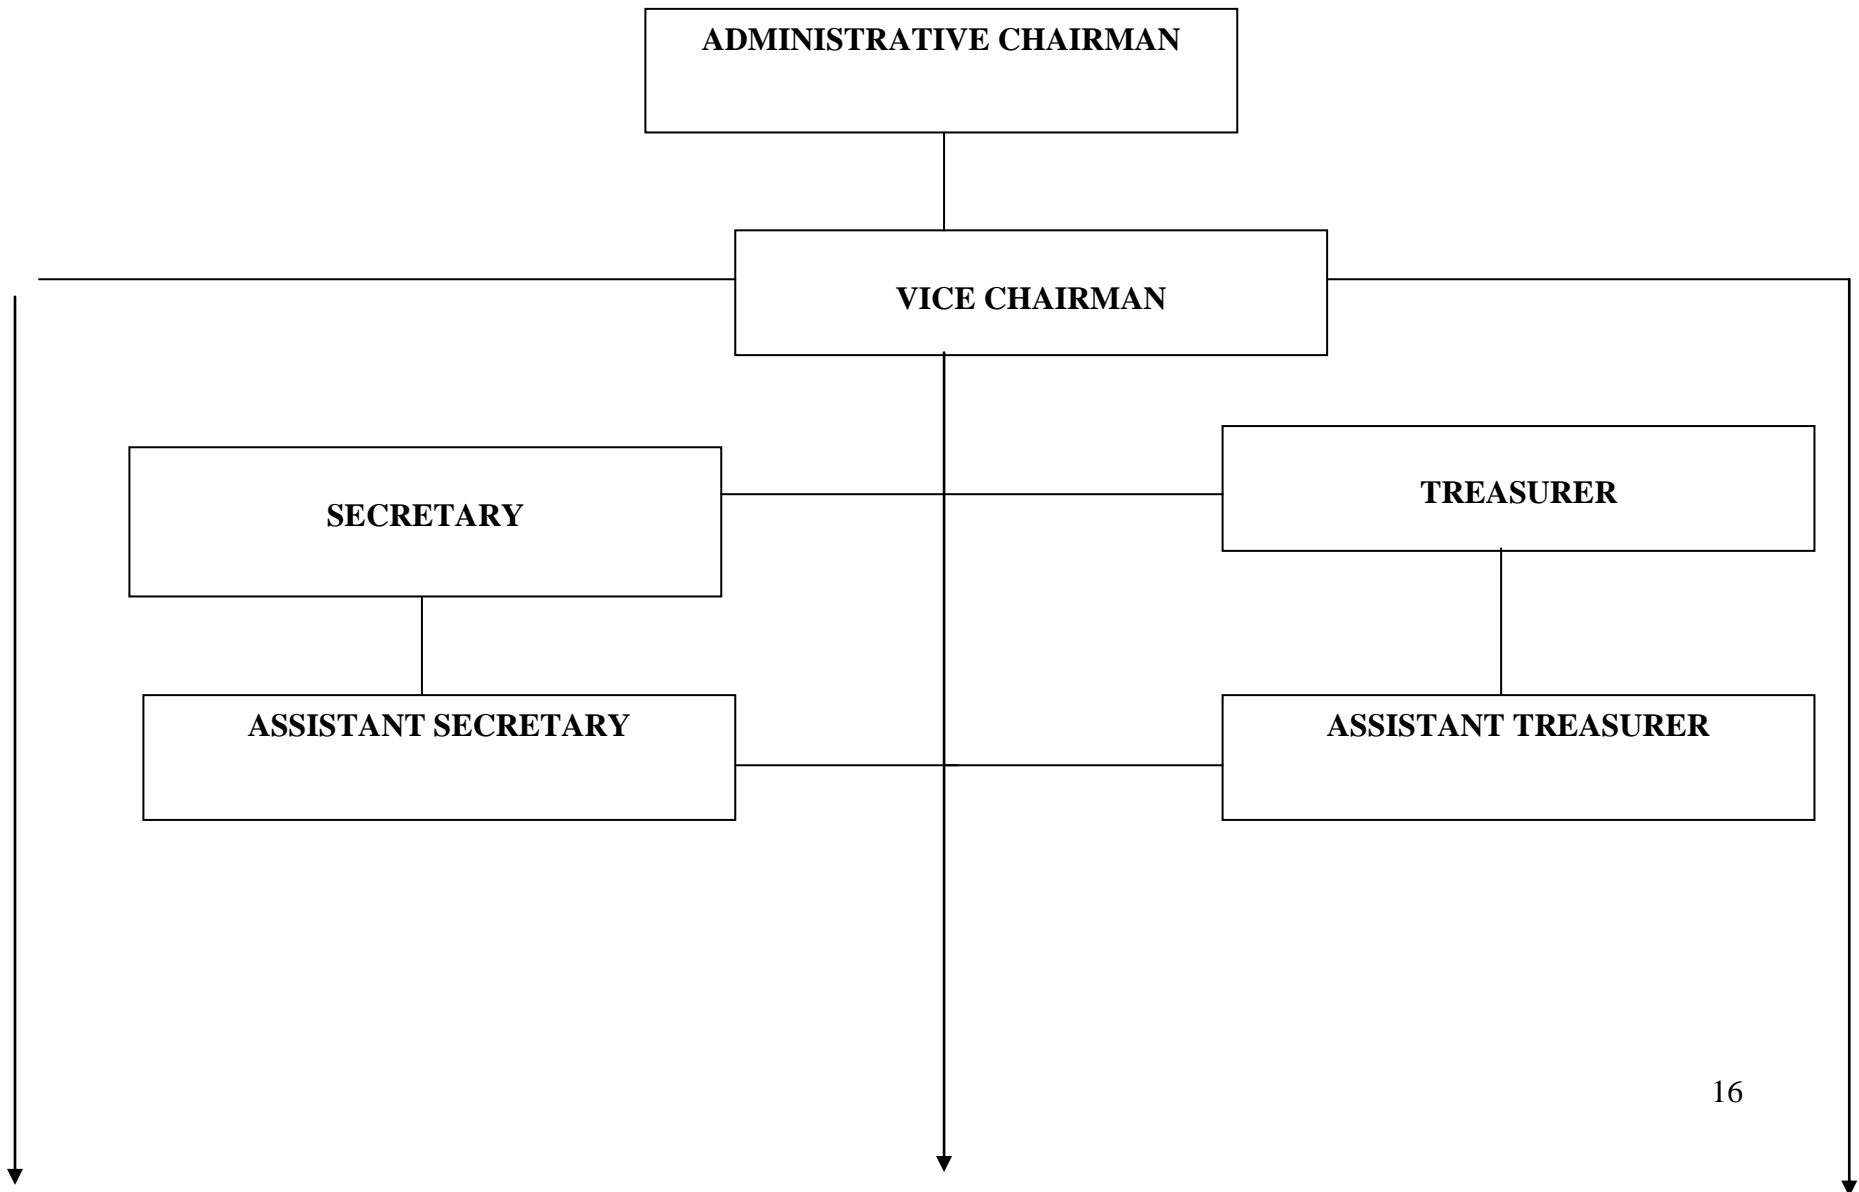 ADMINISTRATIVE CHAIRMAN
VICE CHAIRMAN
SECRETARY
TREASURER
ASSISTANT SECRETARY
ASSISTANT TREASURER
16